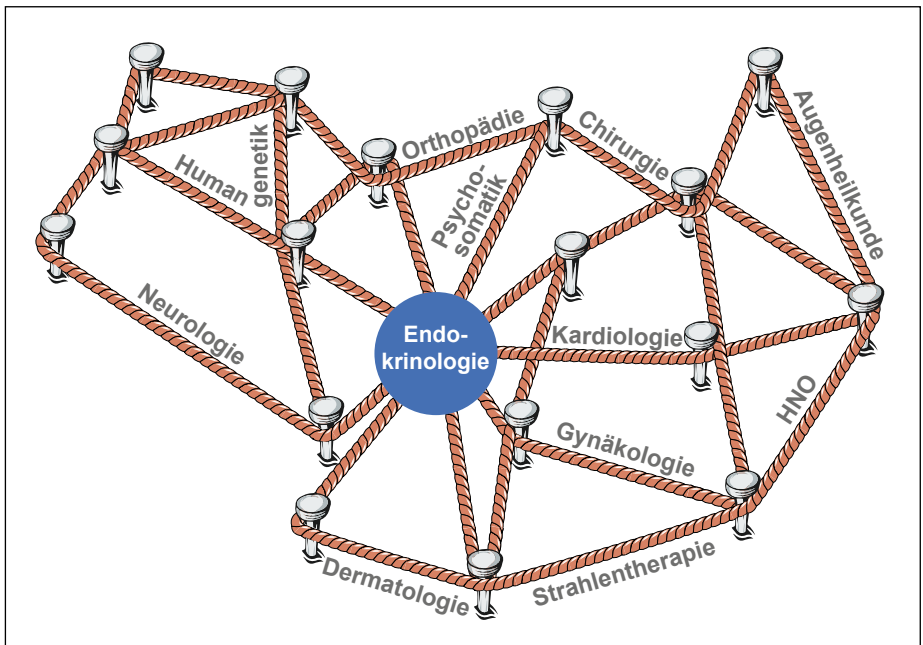 Orthopädie
Chirurgie
Augenheilkunde
Human
genetik
Psycho-
somatik
Neurologie
Endo-
krinologie
Kardiologie
HNO
Gynäkologie
Dermatologie
Strahlentherapie